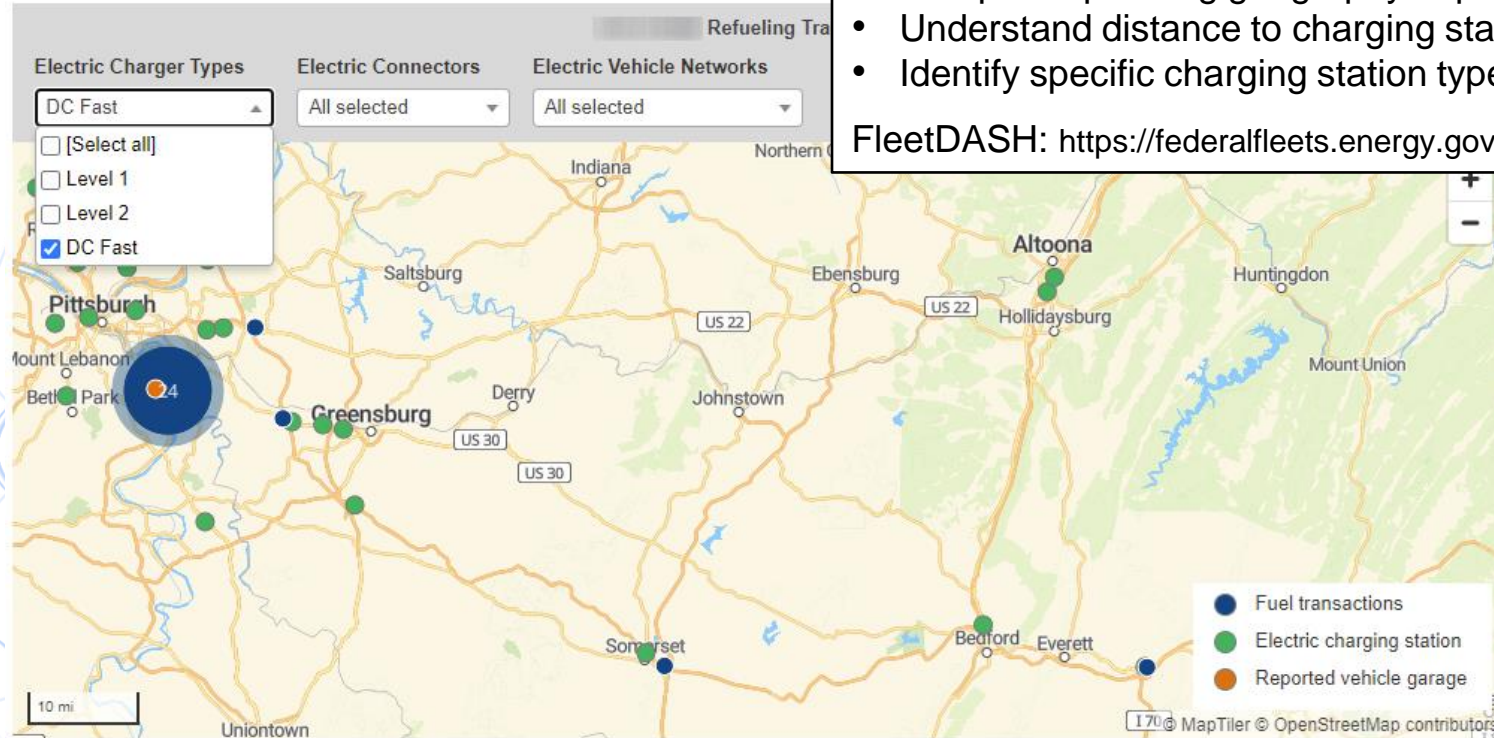 Refueling
• Understand distance to charging
• Identify specific charging station
FleetDASH: https://federalfleets.energy.gov
Electric Charger Types
DC Fast
[Select all]
Level 1
Level 2
DC Fast
Electric Connectors
All selected
Electric Vehicle Networks
All selected
Indiana
Northern
+
−
Altoona
Saltsburg
Ebensburg
Huntingdon
Pittsburgh
US 22
US 22
Hollidaysburg
Mount Lebanon
Mount Union
Bethel Park
24
Derry
Johnstown
Greensburg
US 30
US 30
Somerset
Bedford
Everett
Fuel transactions
Electric charging station
Reported vehicle garage
10 mi
Uniontown
I 70
© MapTiler © OpenStreetMap contributors